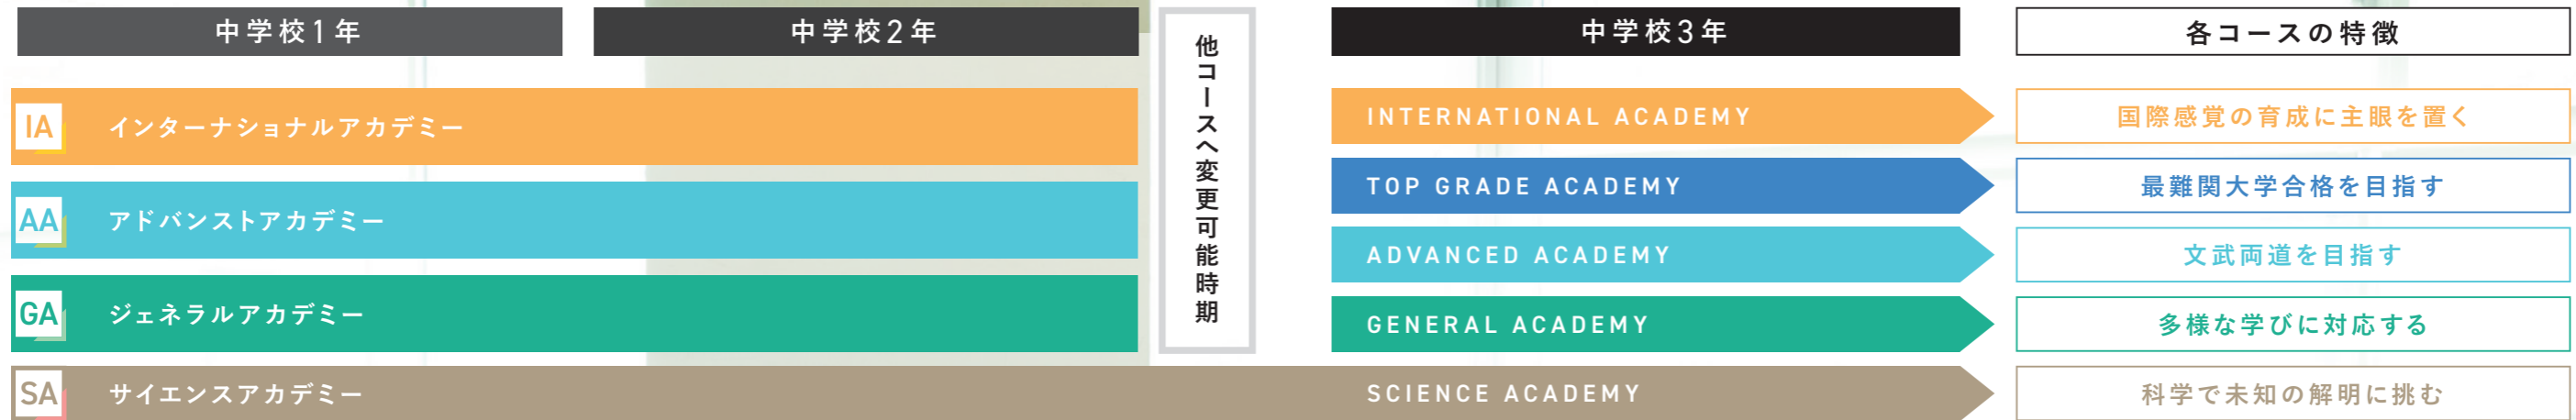 中学校1年
中学校2年
他コースへ変更可能時期
中学校3年
各コースの特徴
IA
インターナショナルアカデミー
INTERNATIONAL ACADEMY
国際感覚の育成に主眼を置く
TOP GRADE ACADEMY
最難関大学合格を目指す
AA
アドバンストアカデミー
ADVANCED ACADEMY
文武両道を目指す
GA
ジェネラルアカデミー
GENERAL ACADEMY
多様な学びに対応する
SA
サイエンスアカデミー
SCIENCE ACADEMY
科学で未知の解明に挑む